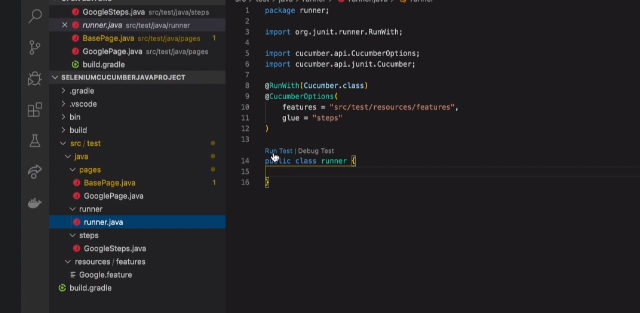 GoogleSteps.java src/test/java/steps
runner.java src/test/java/runner
BasePage.java src/test/java/pages 1
GooglePage.java src/test/java/pages
build.gradle
SELENIUMCUCUMBERJAVAPROJECT
.gradle
.vscode
bin
build
src / test
java
pages
BasePage.java 1
GooglePage.java
runner
runner.java
steps
GoogleSteps.java
resources / features
Google.feature
build.gradle
1 package runner;
2
3 import org.junit.runner.RunWith;
4
5 import cucumber.api.CucumberOptions;
6 import cucumber.api.junit.Cucumber;
7
8 @RunWith(Cucumber.class)
9 @CucumberOptions(
10 features = "src/test/resources/features",
11 glue = "steps"
12 )
13
Run Test | Debug Test
14 public class runner {
15
16 }